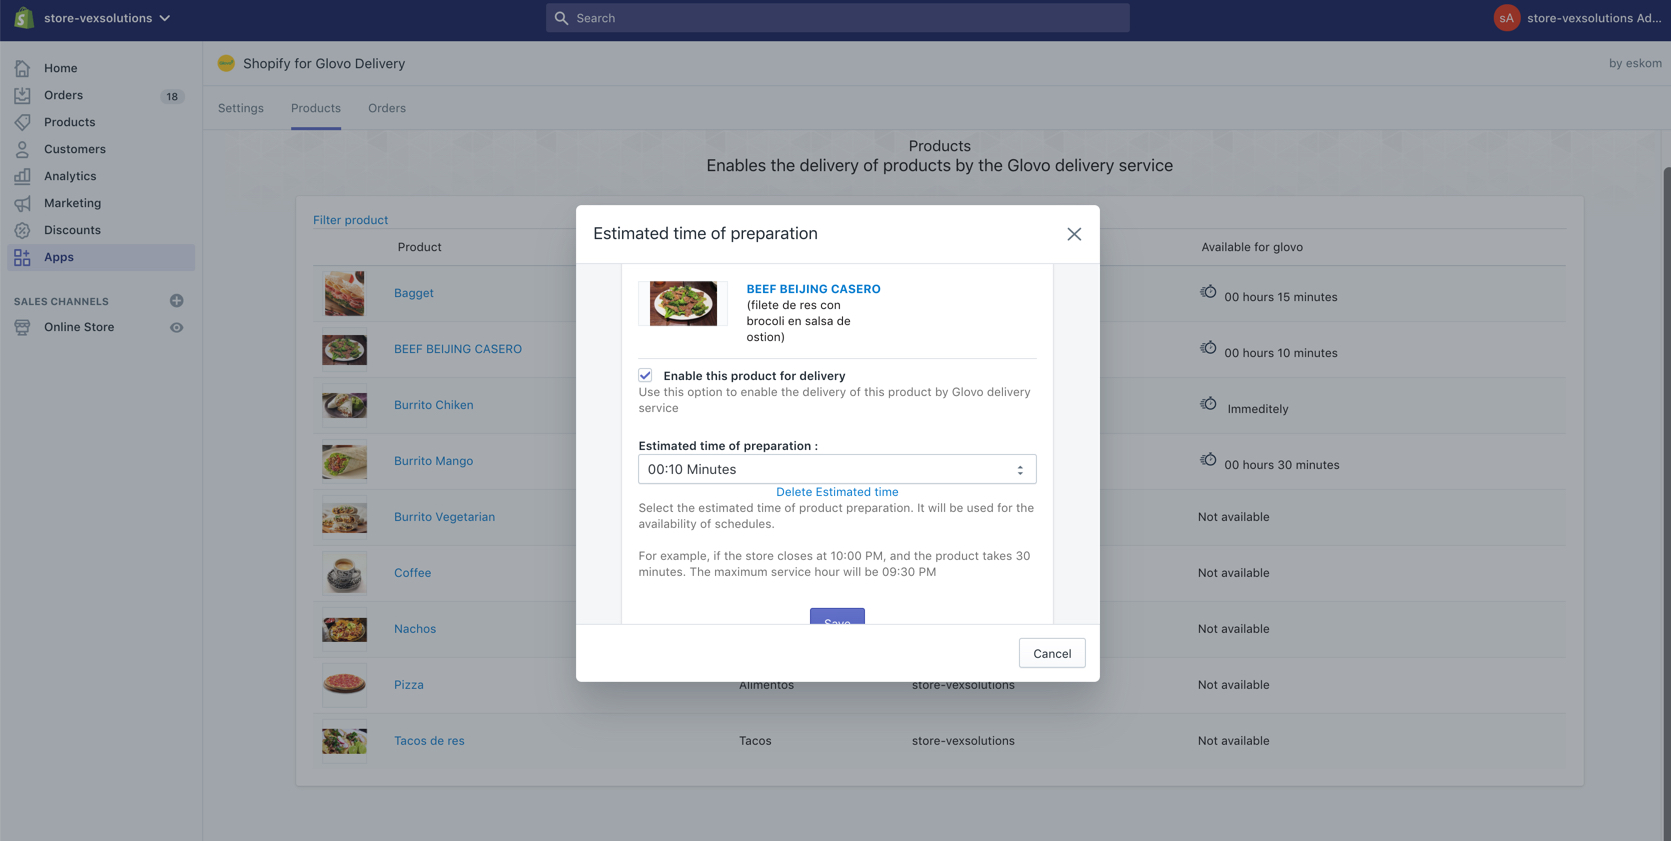 store-vexsolutions
Search
sA store-vexsolutions Ad...
Home
Orders 18
Products
Customers
Analytics
Marketing
Discounts
Apps
SALES CHANNELS
Online Store
Shopify for Glovo Delivery
by eskom
Settings Products Orders
Products
Enables the delivery of products by the Glovo delivery service
Filter product
Product Available for glovo
Bagget 00 hours 15 minutes
BEEF BEIJING CASERO 00 hours 10 minutes
Burrito Chiken Immeditely
Burrito Mango 00 hours 30 minutes
Burrito Vegetarian Not available
Coffee Not available
Nachos Not available
Pizza Alimentos store-vexsolutions Not available
Tacos de res Tacos store-vexsolutions Not available
Estimated time of preparation
BEEF BEIJING CASERO
(filete de res con
brocoli en salsa de
ostion)
Enable this product for delivery
Use this option to enable the delivery of this product by Glovo delivery
service
Estimated time of preparation :
00:10 Minutes
Delete Estimated time
Select the estimated time of product preparation. It will be used for the
availability of schedules.
For example, if the store closes at 10:00 PM, and the product takes 30
minutes. The maximum service hour will be 09:30 PM
Save
Cancel